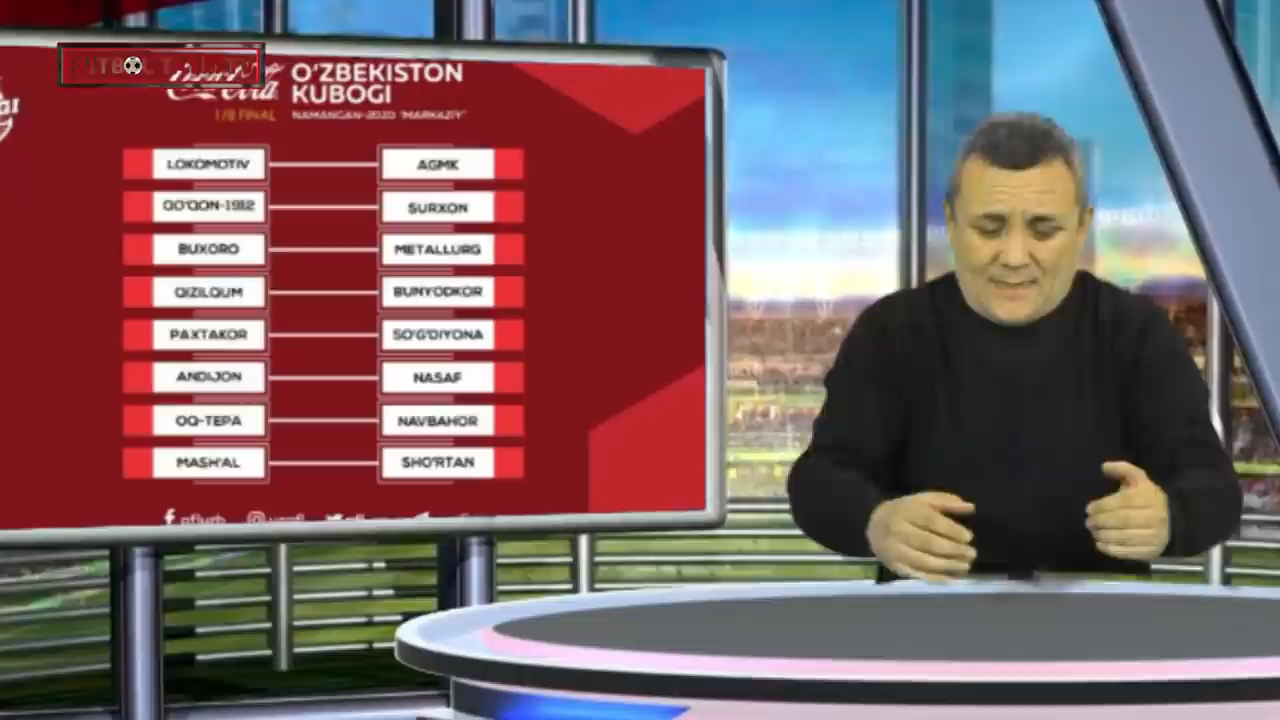 O'ZBEKISTON
KUBOGI
1/8 FINAL
NAMANGAN-2020 "MARKAZIY"
LOKOMOTIV AGMK
QO'QON-1912 SURXON
BUXORO METALLURG
QIZILQUM BUNYODKOR
PAXTAKOR SO'G'DIYONA
ANDIJON NASAF
OQ-TEPA NAVBAHOR
MASH'AL SHO'RTAN